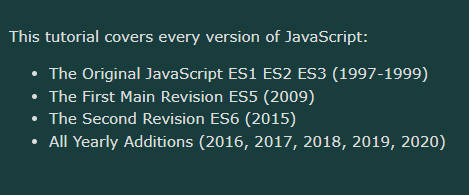 This tutorial covers every version of JavaScript:
• The Original JavaScript ES1 ES2 ES3 (1997-1999)
• The First Main Revision ES5 (2009)
• The Second Revision ES6 (2015)
• All Yearly Additions (2016, 2017, 2018, 2019, 2020)